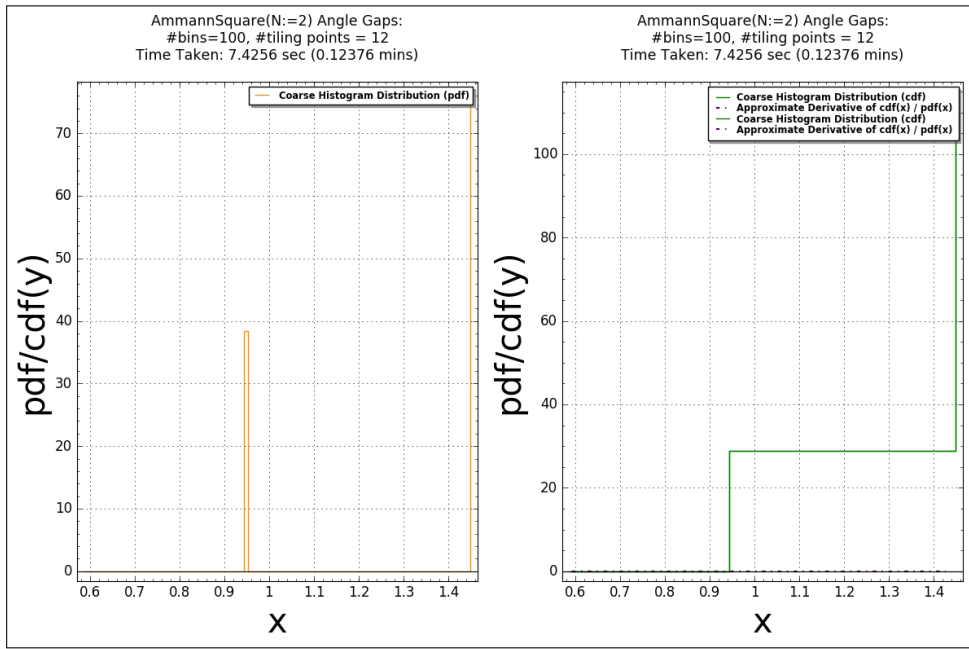 AmmannSquare(N:=2) Angle Gaps:
#bins=100, #tiling points = 12
Time Taken: 7.4256 sec (0.12376 mins)
Coarse Histogram Distribution (pdf)
pdf/cdf(y)
70
60
50
40
30
20
10
0
0.6 0.7 0.8 0.9 1 1.1 1.2 1.3 1.4
x
AmmannSquare(N:=2) Angle Gaps:
#bins=100, #tiling points = 12
Time Taken: 7.4256 sec (0.12376 mins)
Coarse Histogram Distribution (cdf)
Approximate Derivative of cdf(x) / pdf(x)
Coarse Histogram Distribution (cdf)
Approximate Derivative of cdf(x) / pdf(x)
pdf/cdf(y)
100
80
60
40
20
0
0.6 0.7 0.8 0.9 1 1.1 1.2 1.3 1.4
x